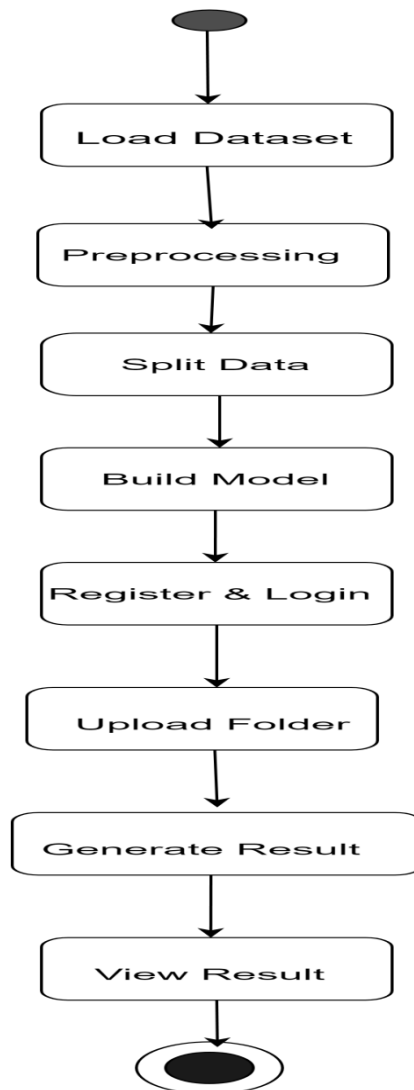 Load Dataset
Preprocessing
Split Data
Build Model
Register & Login
Upload Folder
Generate Result
View Result